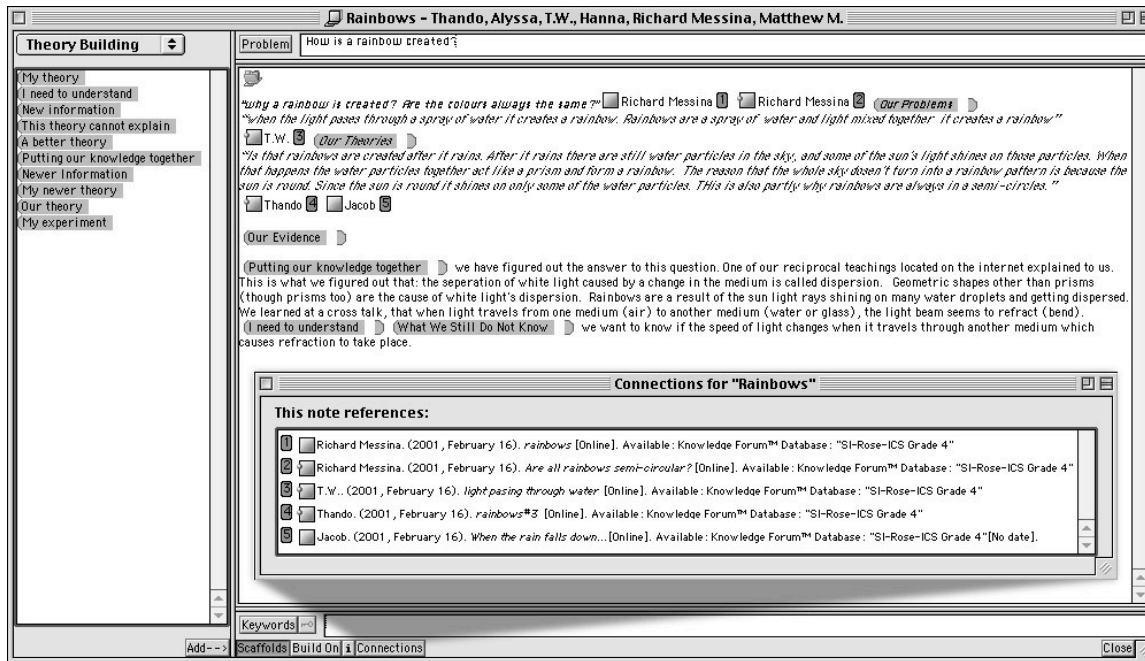 Rainbows - Thando, Alyssa, T.W., Hanna, Richard Messina, Matthew M.
Theory Building
Problem How is a rainbow created?
My theory
I need to understand
New information
This theory cannot explain
A better theory
Putting our knowledge together
Newer Information
My newer theory
Our theory
My experiment
"why a rainbow is created? Are the colours always the same?" Richard Messina 1 Richard Messina 2 Our Problems
"when the light pases through a spray of water it creates a rainbow. Rainbows are a spray of water and light mixed together it creates a rainbow"
T.W. 3 Our Theories
"Is that rainbows are created after it rains. After it rains there are still water particles in the sky, and some of the sun's light shines on those particles. When
that happens the water particles together act like a prism and form a rainbow. The reason that the whole sky dosen't turn into a rainbow pattern is because the
sun is round. Since the sun is round it shines on only some of the water particles. THis is also partly why rainbows are always in a semi-circles."
Thando 4 Jacob 5
Our Evidence
Putting our knowledge together we have figured out the answer to this question. One of our reciprocal teachings located on the internet explained to us.
This is what we figured out that: the seperation of white light caused by a change in the medium is called dispersion. Geometric shapes other than prisms
(though prisms too) are the cause of white light's dispersion. Rainbows are a result of the sun light rays shining on many water droplets and getting dispersed.
We learned at a cross talk, that when light travels from one medium (air) to another medium (water or glass), the light beam seems to refract (bend).
I need to understand What We Still Do Not Know we want to know if the speed of light changes when it travels through another medium which
causes refraction to take place.
Connections for "Rainbows"
This note references:
1 Richard Messina. (2001, February 16). rainbows [Online]. Available: Knowledge Forum™ Database: "SI-Rose-ICS Grade 4"
2 Richard Messina. (2001, February 16). Are all rainbows semi-circular? [Online]. Available: Knowledge Forum™ Database: "SI-Rose-ICS Grade 4"
3 T.W.. (2001, February 16). light pasing through water [Online]. Available: Knowledge Forum™ Database: "SI-Rose-ICS Grade 4"
4 Thando. (2001, February 16). rainbows#3 [Online]. Available: Knowledge Forum™ Database: "SI-Rose-ICS Grade 4"
5 Jacob. (2001, February 16). When the rain falls down...[Online]. Available: Knowledge Forum™ Database: "SI-Rose-ICS Grade 4"[No date].
Keywords
Add--> Scaffolds Build On i Connections Close